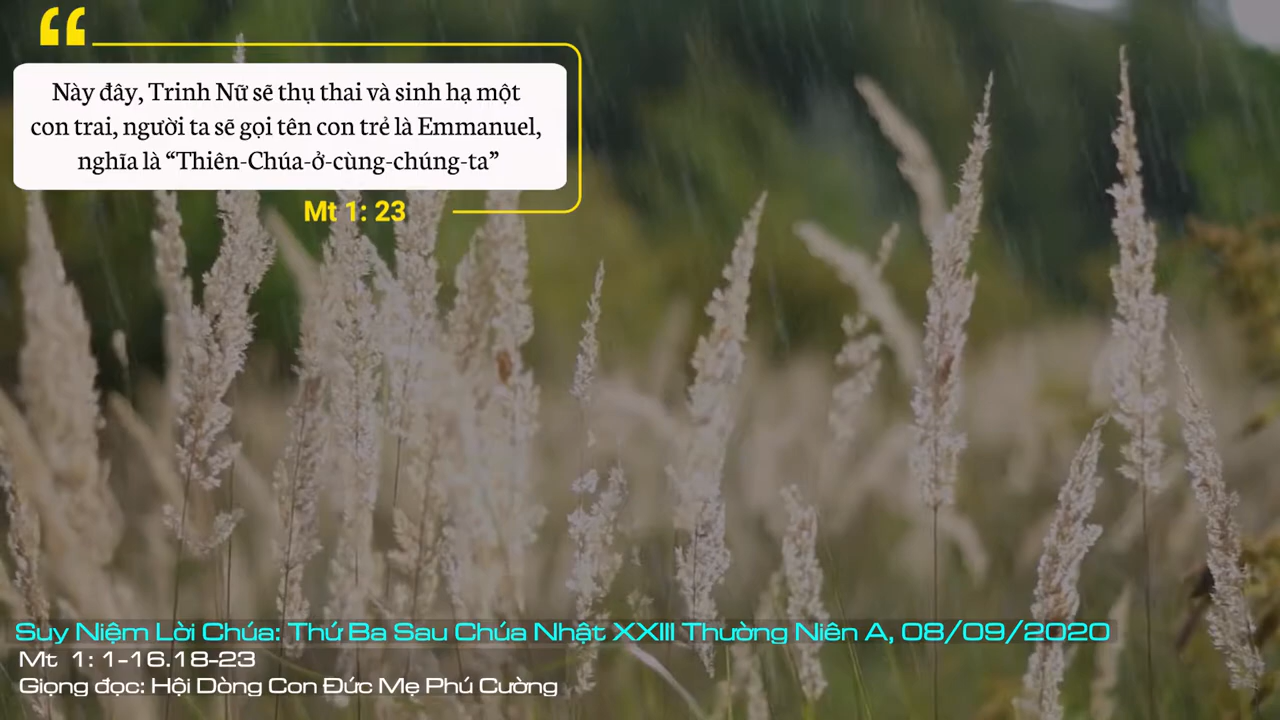 Này đây, Trinh Nữ sẽ thụ thai và sinh hạ một
con trai, người ta sẽ gọi tên con trẻ là Emmanuel,
nghĩa là “Thiên-Chúa-ở-cùng-chúng-ta”
Mt 1: 23
Suy Niệm Lời Chúa: Thứ Ba Sau Chúa Nhật XXIII Thường Niên A, 08/09/2020
Mt 1: 1-16.18-23
Giọng đọc: Hội Dòng Con Đức Mẹ Phú Cường